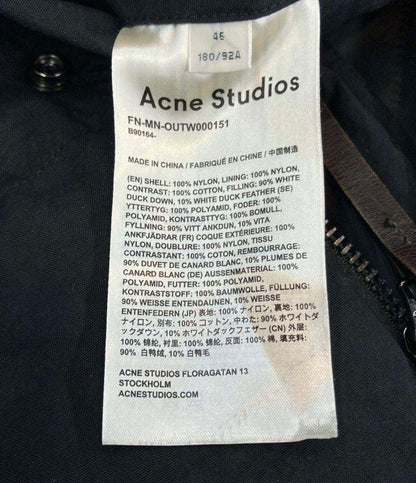 46
180/92A
Acne Studios
FN-MN-OUTW000151
B90164-
MADE IN CHINA / FABRIQUÉ EN CHINE / 中国制造
(EN) SHELL: 100% NYLON, LINING: 100% NYLON,
CONTRAST: 100% COTTON, FILLING: 90% WHITE
DUCK DOWN, 10% WHITE DUCK FEATHER (SE)
YTTERTYG: 100% POLYAMID, FODER: 100%
POLYAMID, KONTRASTTYG: 100% BOMULL,
FYLLNING: 90% VITT ANKDUN, 10% VITA
ANKFJÄDRAR (FR) COQUE EXTÉRIEURE: 100%
NYLON, DOUBLURE: 100% NYLON, TISSU
CONTRASTANT: 100% COTON, REMBOURRAGE:
90% DUVET DE CANARD BLANC, 10% PLUMES DE
CANARD BLANC (DE) AUSSENMATERIAL: 100%
POLYAMID, FUTTER: 100% POLYAMID,
KONTRASTSTOFF: 100% BAUMWOLLE, FÜLLUNG:
90% WEISSE ENTENDAUNEN, 10% WEISSE
ENTENFEDERN (JP) 表地: 100% ナイロン, 裏地: 100%
ナイロン, 別布: 100% コットン, 中わた: 90% ホワイトダ
ックダウン, 10% ホワイトダックフェザー (CN) 外层:
100% 锦纶, 衬里: 100% 锦纶, 反面: 100% 棉, 填充料:
90% 白鸭绒, 10% 白鸭毛
ACNE STUDIOS FLORAGATAN 13
STOCKHOLM
ACNESTUDIOS.COM